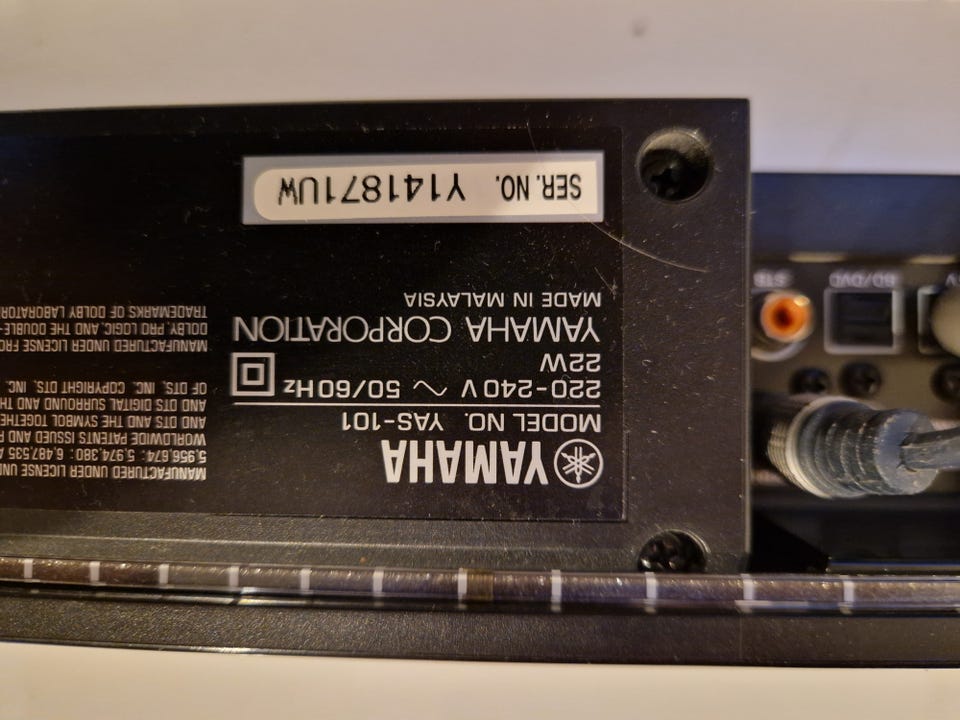 YAMAHA
MODEL NO. YAS-101
220-240V ~ 50/60Hz
22W
YAMAHA CORPORATION
MADE IN MALAYSIA
SER. NO. Y141871UW
MANUFACTURED UNDER LICENSE UN
5,956,674; 5,974,380; 6,487,535
WORLDWIDE PATENTS ISSUED AND
AND DTS AND THE SYMBOL TOGETHE
AND DTS DIGITAL SURROUND AND TH
OF DTS, INC. COPYRIGHT DTS, INC.
MANUFACTURED UNDER LICENSE FRO
DOLBY, PRO LOGIC, AND THE DOUBLE-
TRADEMARKS OF DOLBY LABORATOR
BD/DVD
STB